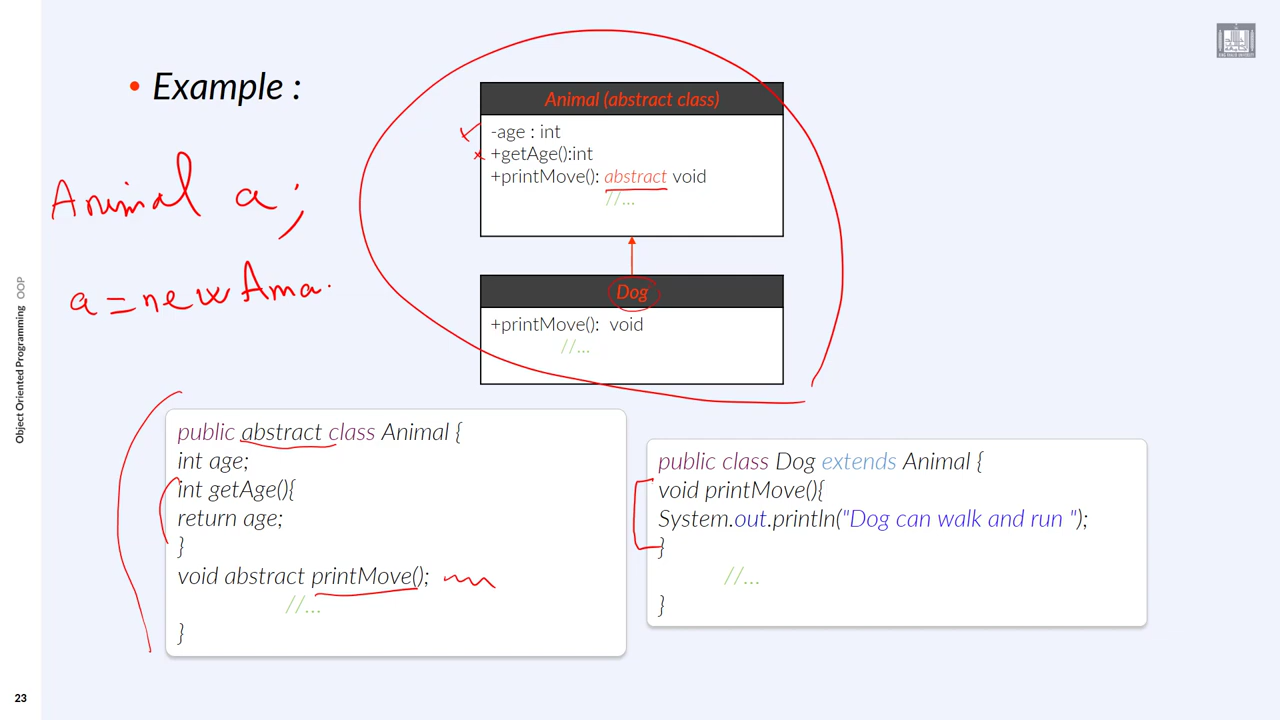 • Example :
Animal (abstract class)
-age : int
+getAge():int
+printMove(): abstract void
//...
Animal a;
a = new Ama.
Dog
+printMove(): void
//...
Object Oriented Programming OOP
public abstract class Animal {
int age;
int getAge(){
return age;
}
void abstract printMove();
//...
}
public class Dog extends Animal {
void printMove(){
System.out.println("Dog can walk and run ");
}
//...
}
23